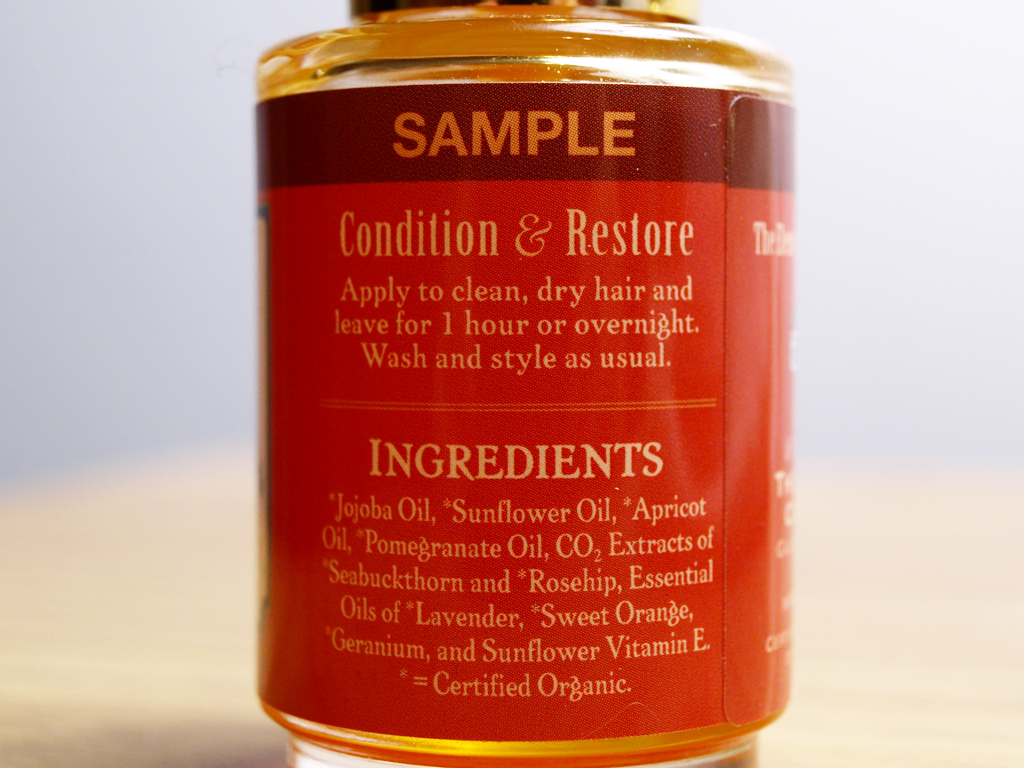 SAMPLE
Condition & Restore
Apply to clean, dry hair and
leave for 1 hour or overnight.
Wash and style as usual.
INGREDIENTS
*Jojoba Oil, *Sunflower Oil, *Apricot
Oil, *Pomegranate Oil, CO₂ Extracts of
*Seabuckthorn and *Rosehip, Essential
Oils of *Lavender, *Sweet Orange,
*Geranium, and Sunflower Vitamin E.
* = Certified Organic.
The